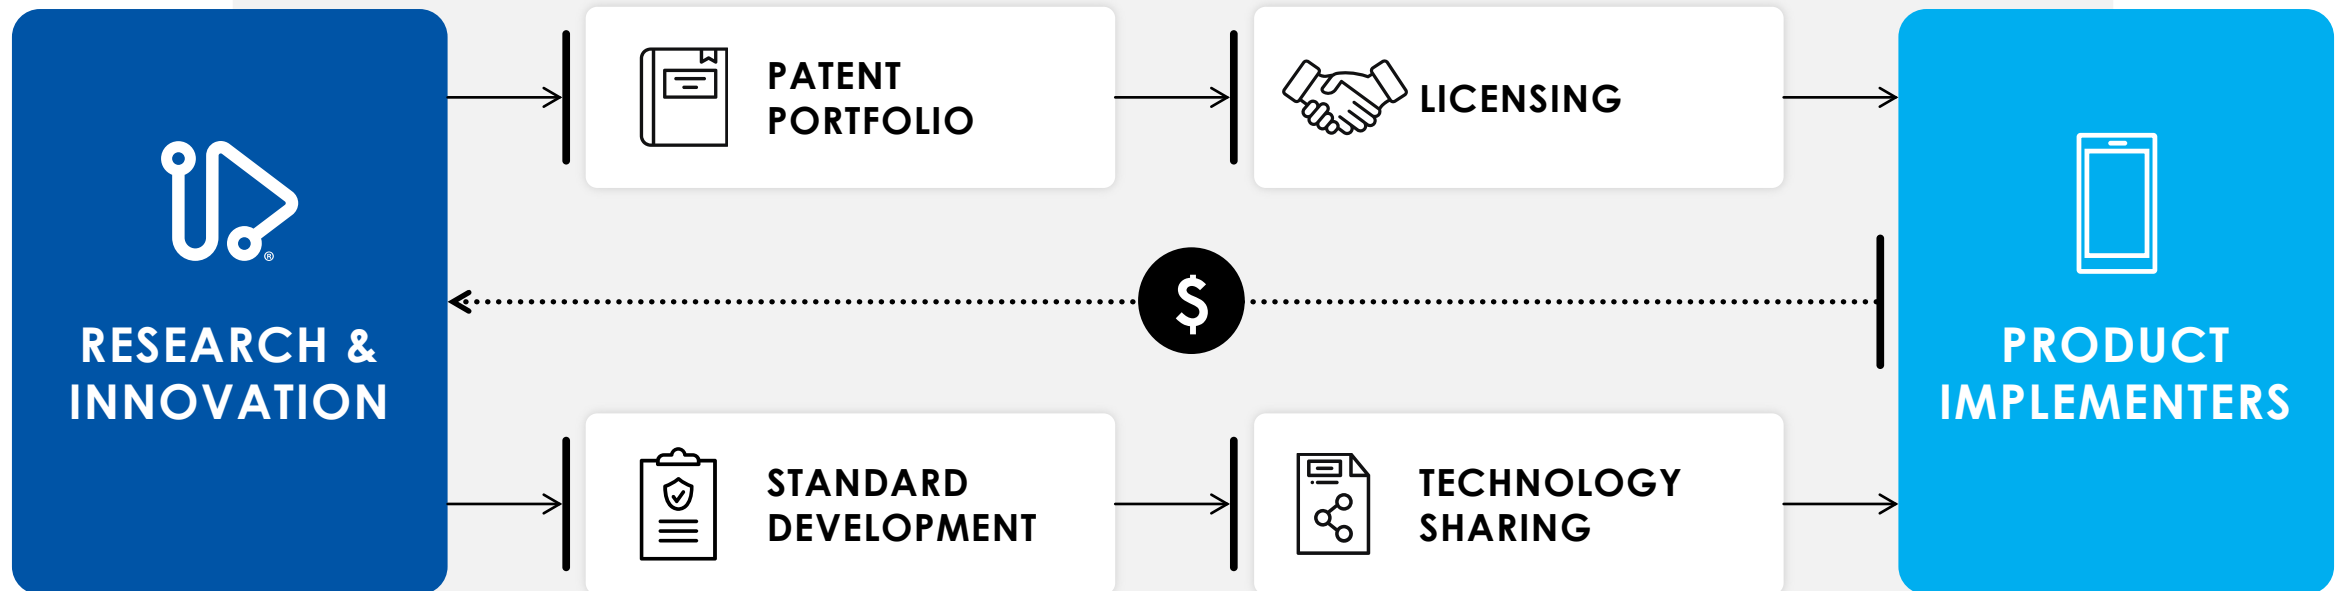 RESEARCH &
INNOVATION
PATENT
PORTFOLIO
LICENSING
$
STANDARD
DEVELOPMENT
TECHNOLOGY
SHARING
PRODUCT
IMPLEMENTERS
®